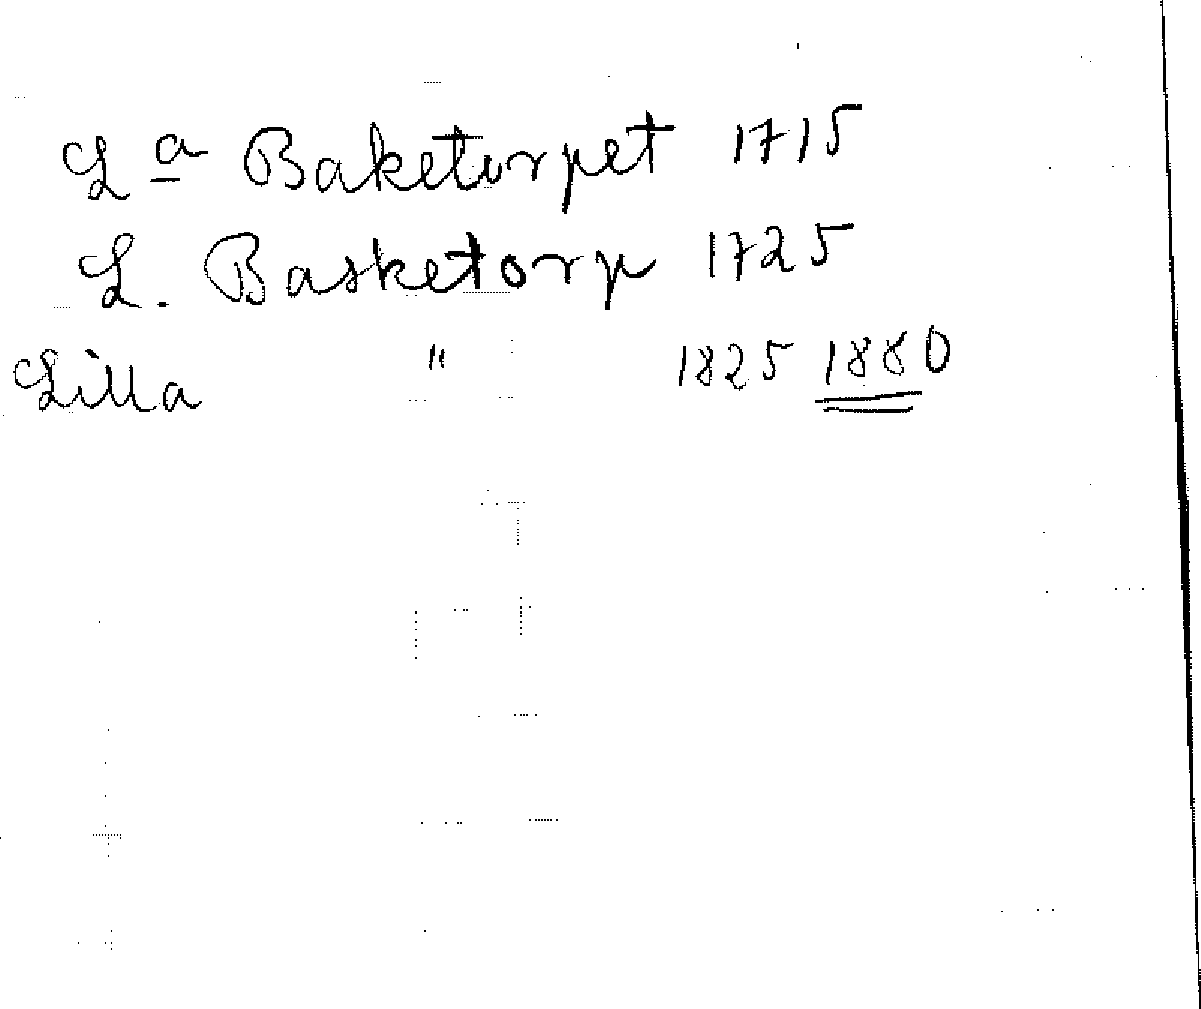 La Baketorpet 1715
L. Basketorp 1725
Lilla " 1825 1880